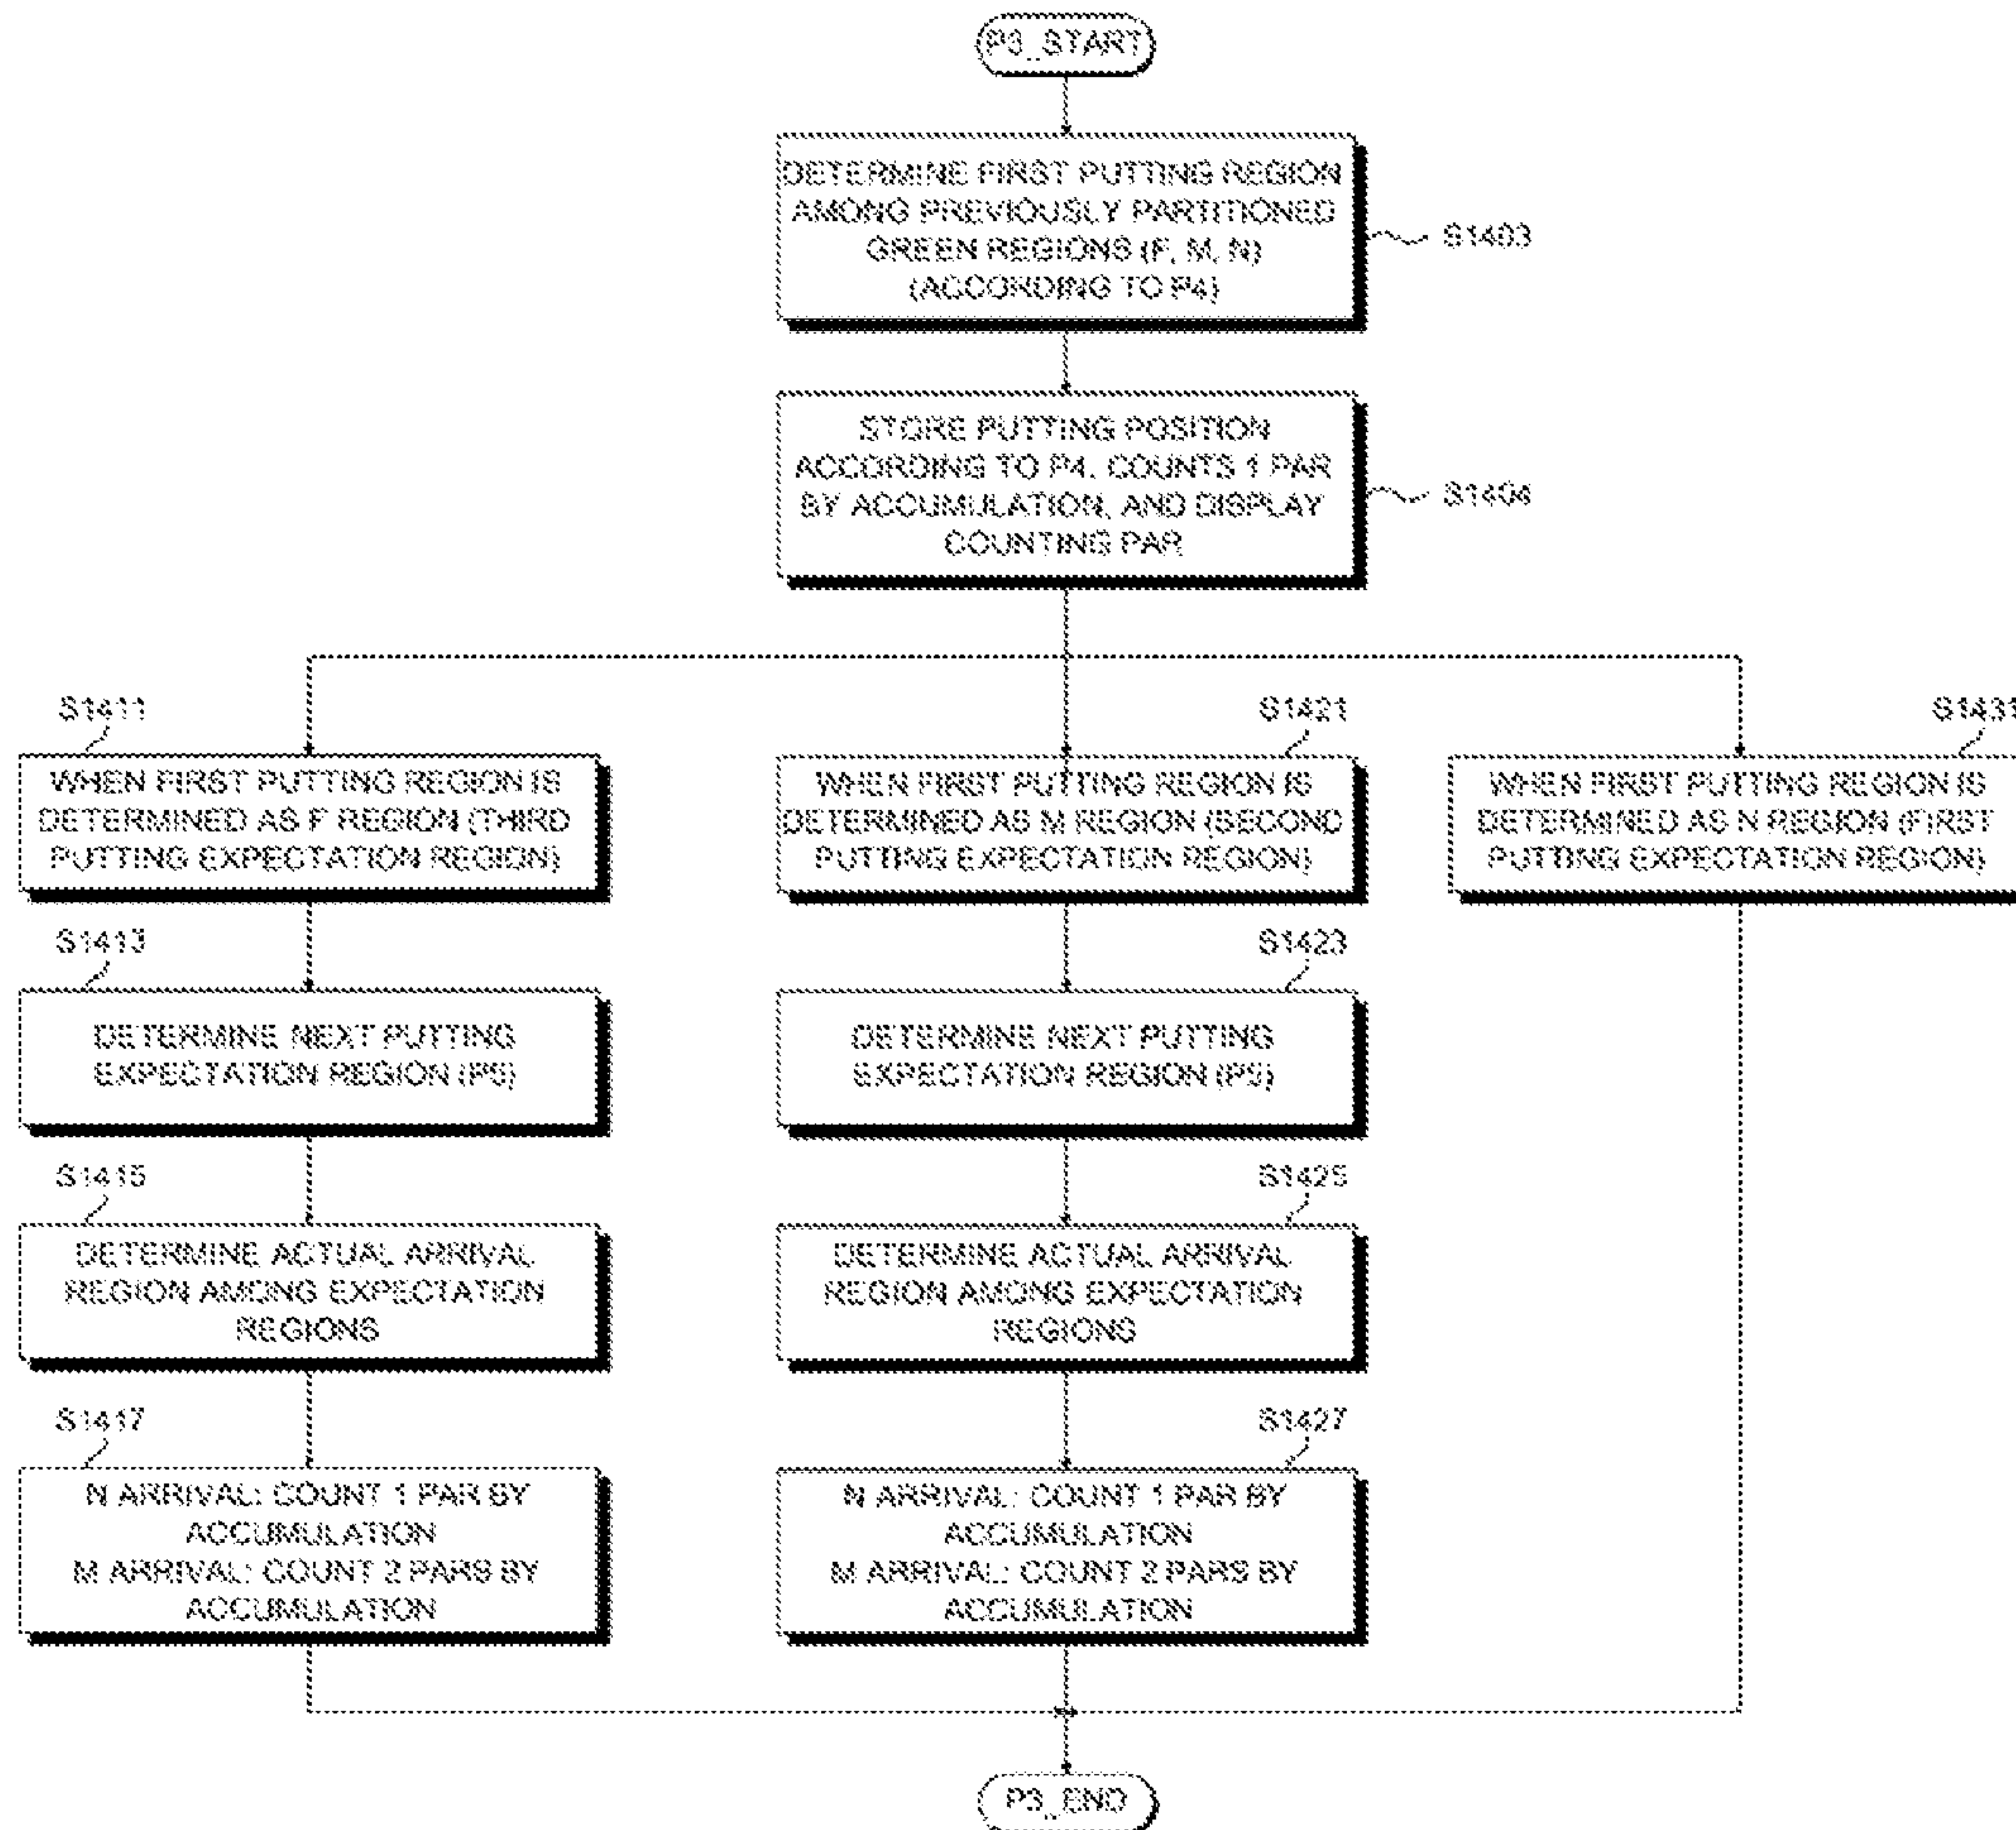 P3_START
DETERMINE FIRST PUTTING REGION
AMONG PREVIOUSLY PARTITIONED
GREEN REGIONS (F, M, N)
(ACCORDING TO P4)
S1403
STORE PUTTING POSITION
ACCORDING TO P4, COUNTS 1 PAR
BY ACCUMULATION, AND DISPLAY
COUNTING PAR
S1404
S1411
WHEN FIRST PUTTING REGION IS
DETERMINED AS F REGION (THIRD
PUTTING EXPECTATION REGION)
S1421
WHEN FIRST PUTTING REGION IS
DETERMINED AS M REGION (SECOND
PUTTING EXPECTATION REGION)
S1431
WHEN FIRST PUTTING REGION IS
DETERMINED AS N REGION (FIRST
PUTTING EXPECTATION REGION)
S1413
DETERMINE NEXT PUTTING
EXPECTATION REGION (P5)
S1423
DETERMINE NEXT PUTTING
EXPECTATION REGION (P5)
S1415
DETERMINE ACTUAL ARRIVAL
REGION AMONG EXPECTATION
REGIONS
S1425
DETERMINE ACTUAL ARRIVAL
REGION AMONG EXPECTATION
REGIONS
S1417
N ARRIVAL: COUNT 1 PAR BY
ACCUMULATION
M ARRIVAL: COUNT 2 PARS BY
ACCUMULATION
S1427
N ARRIVAL: COUNT 1 PAR BY
ACCUMULATION
M ARRIVAL: COUNT 2 PARS BY
ACCUMULATION
P3_END